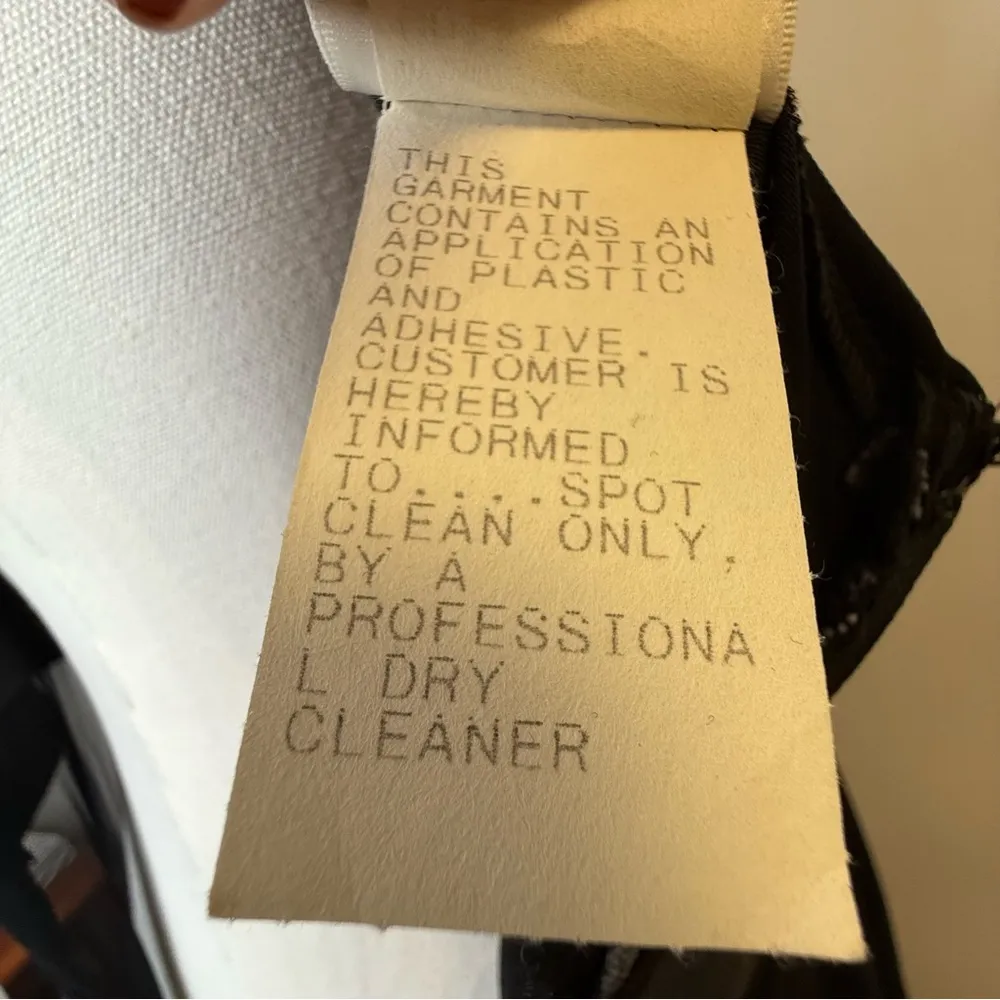 THIS
GARMENT
CONTAINS AN
APPLICATION
OF PLASTIC
AND
ADHESIVE.
CUSTOMER IS
HEREBY
INFORMED
TO....SPOT
CLEAN ONLY,
BY A
PROFESSIONA
L DRY
CLEANER